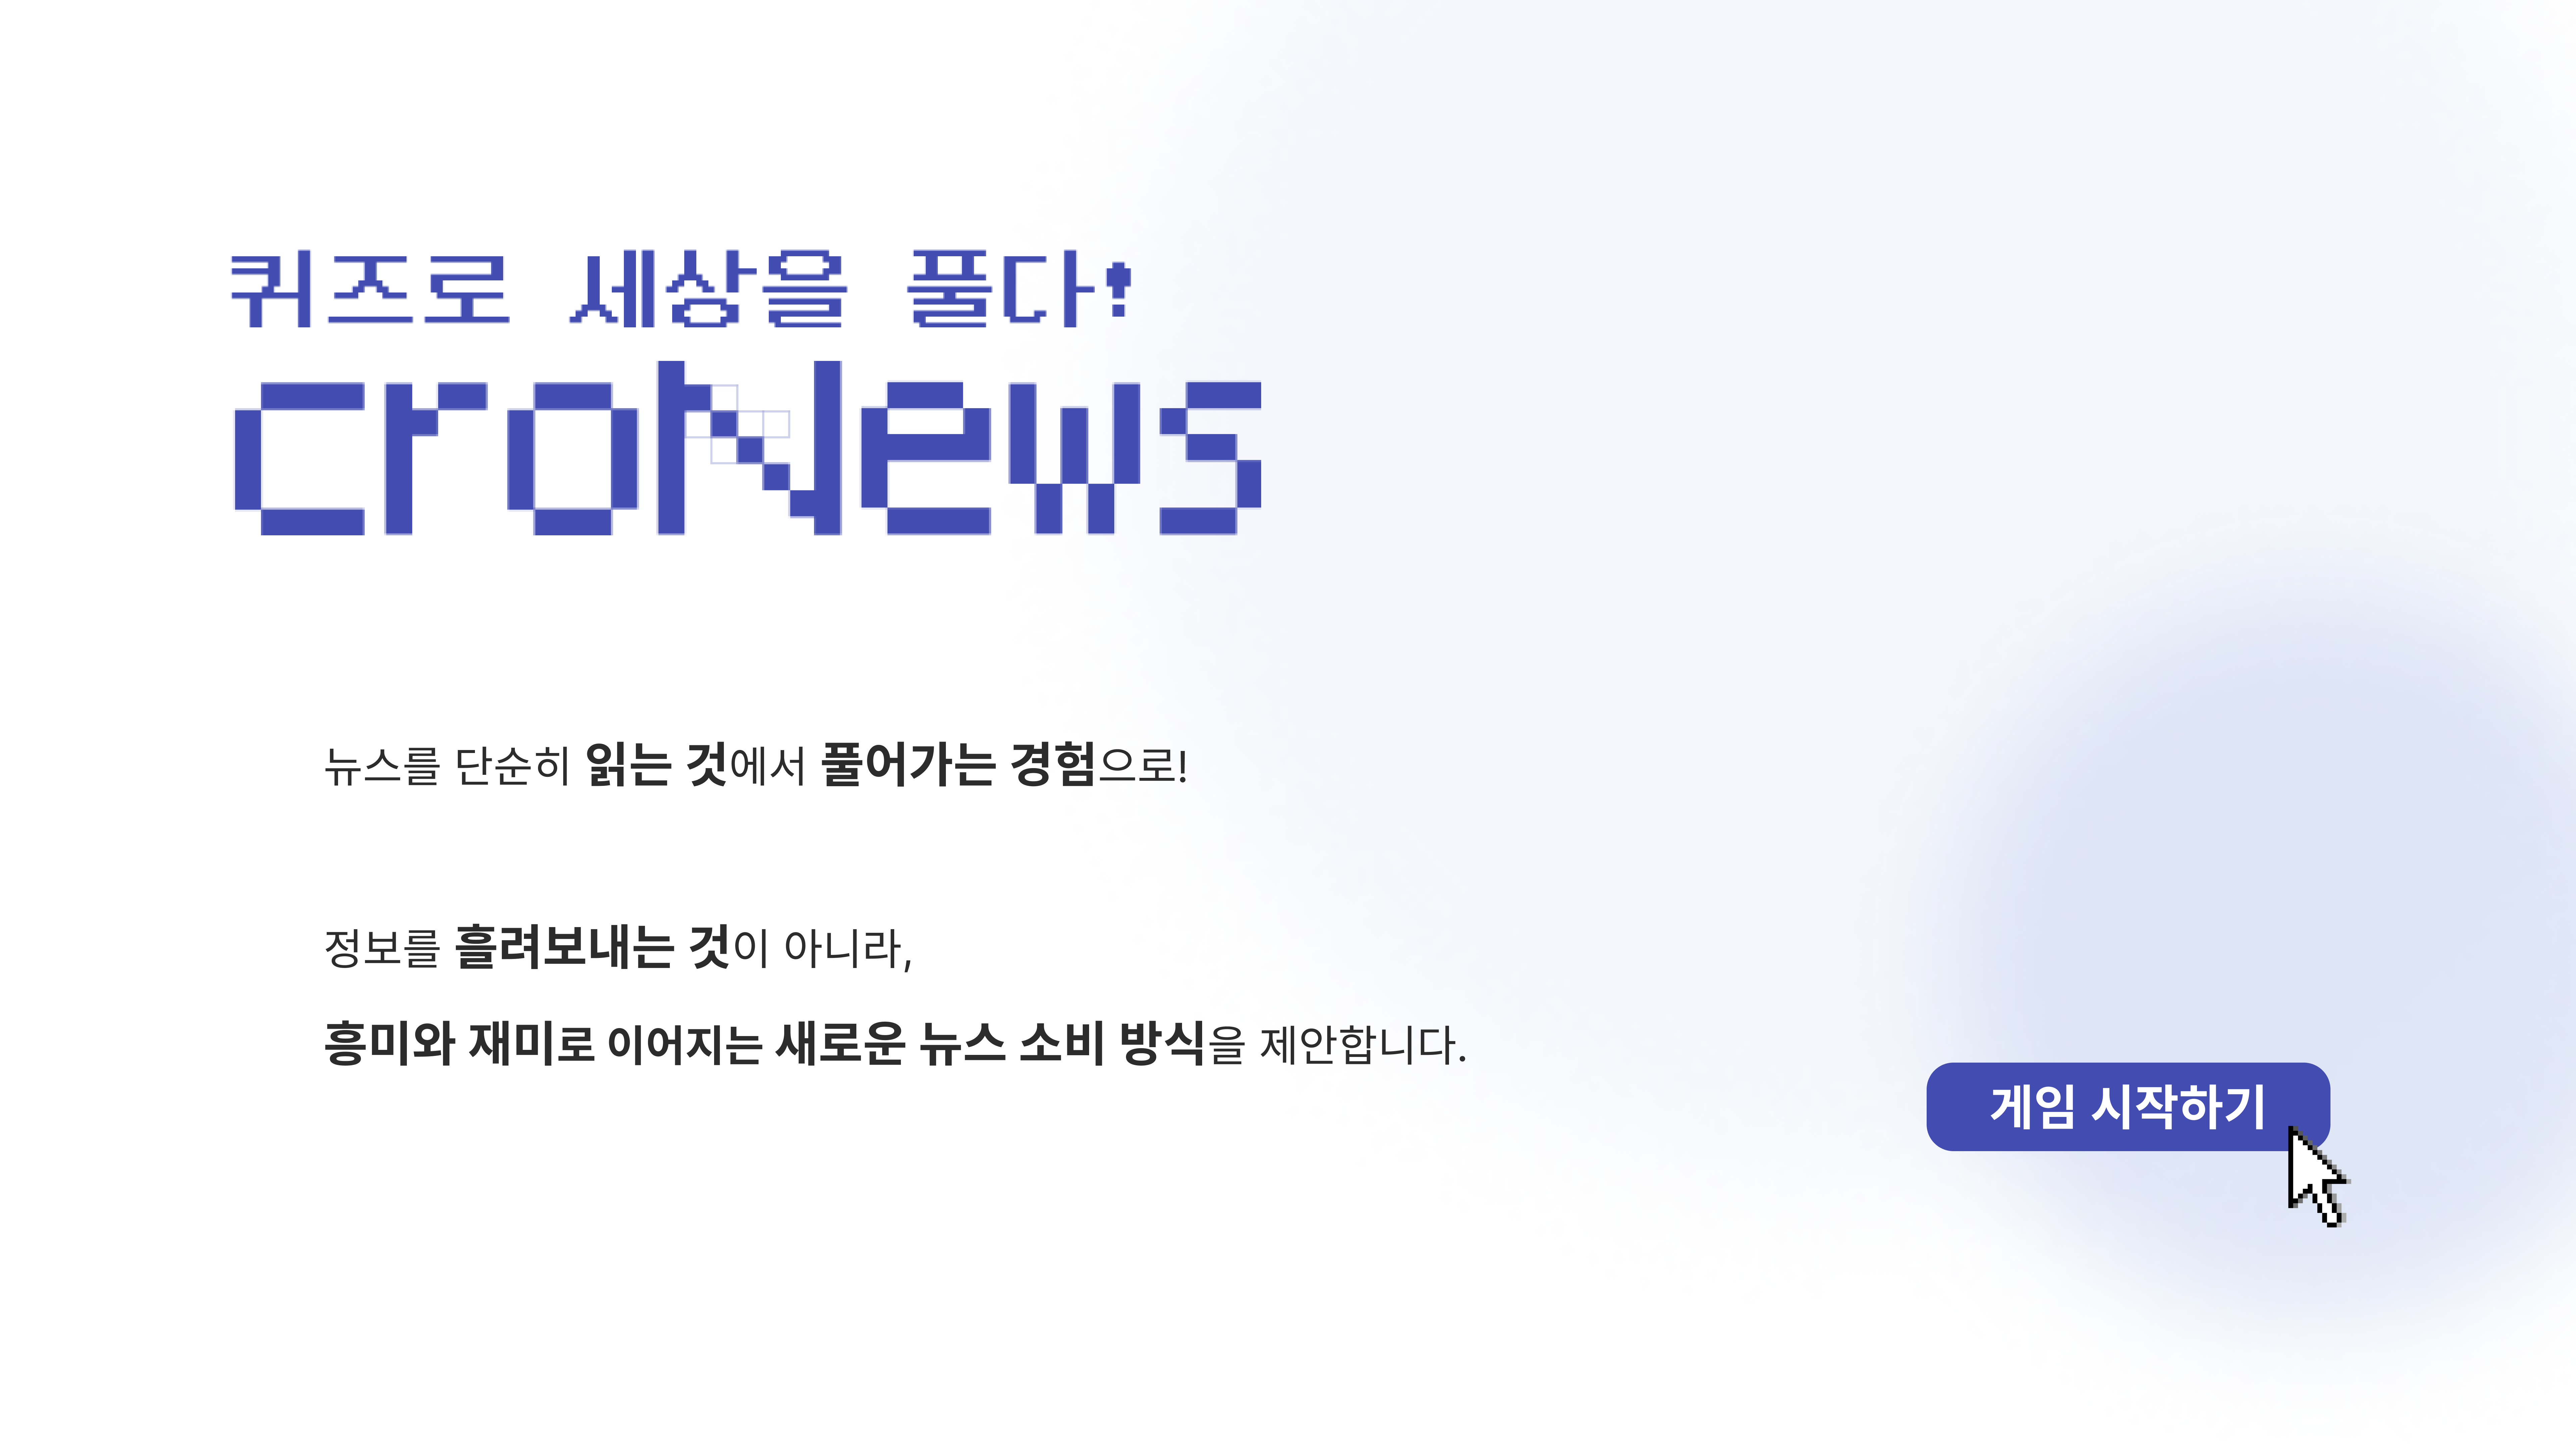 퀴즈로 세상을 풀다!
croNews
뉴스를 단순히 읽는 것에서 풀어가는 경험으로!
정보를 흘려보내는 것이 아니라,
흥미와 재미로 이어지는 새로운 뉴스 소비 방식을 제안합니다.
게임 시작하기